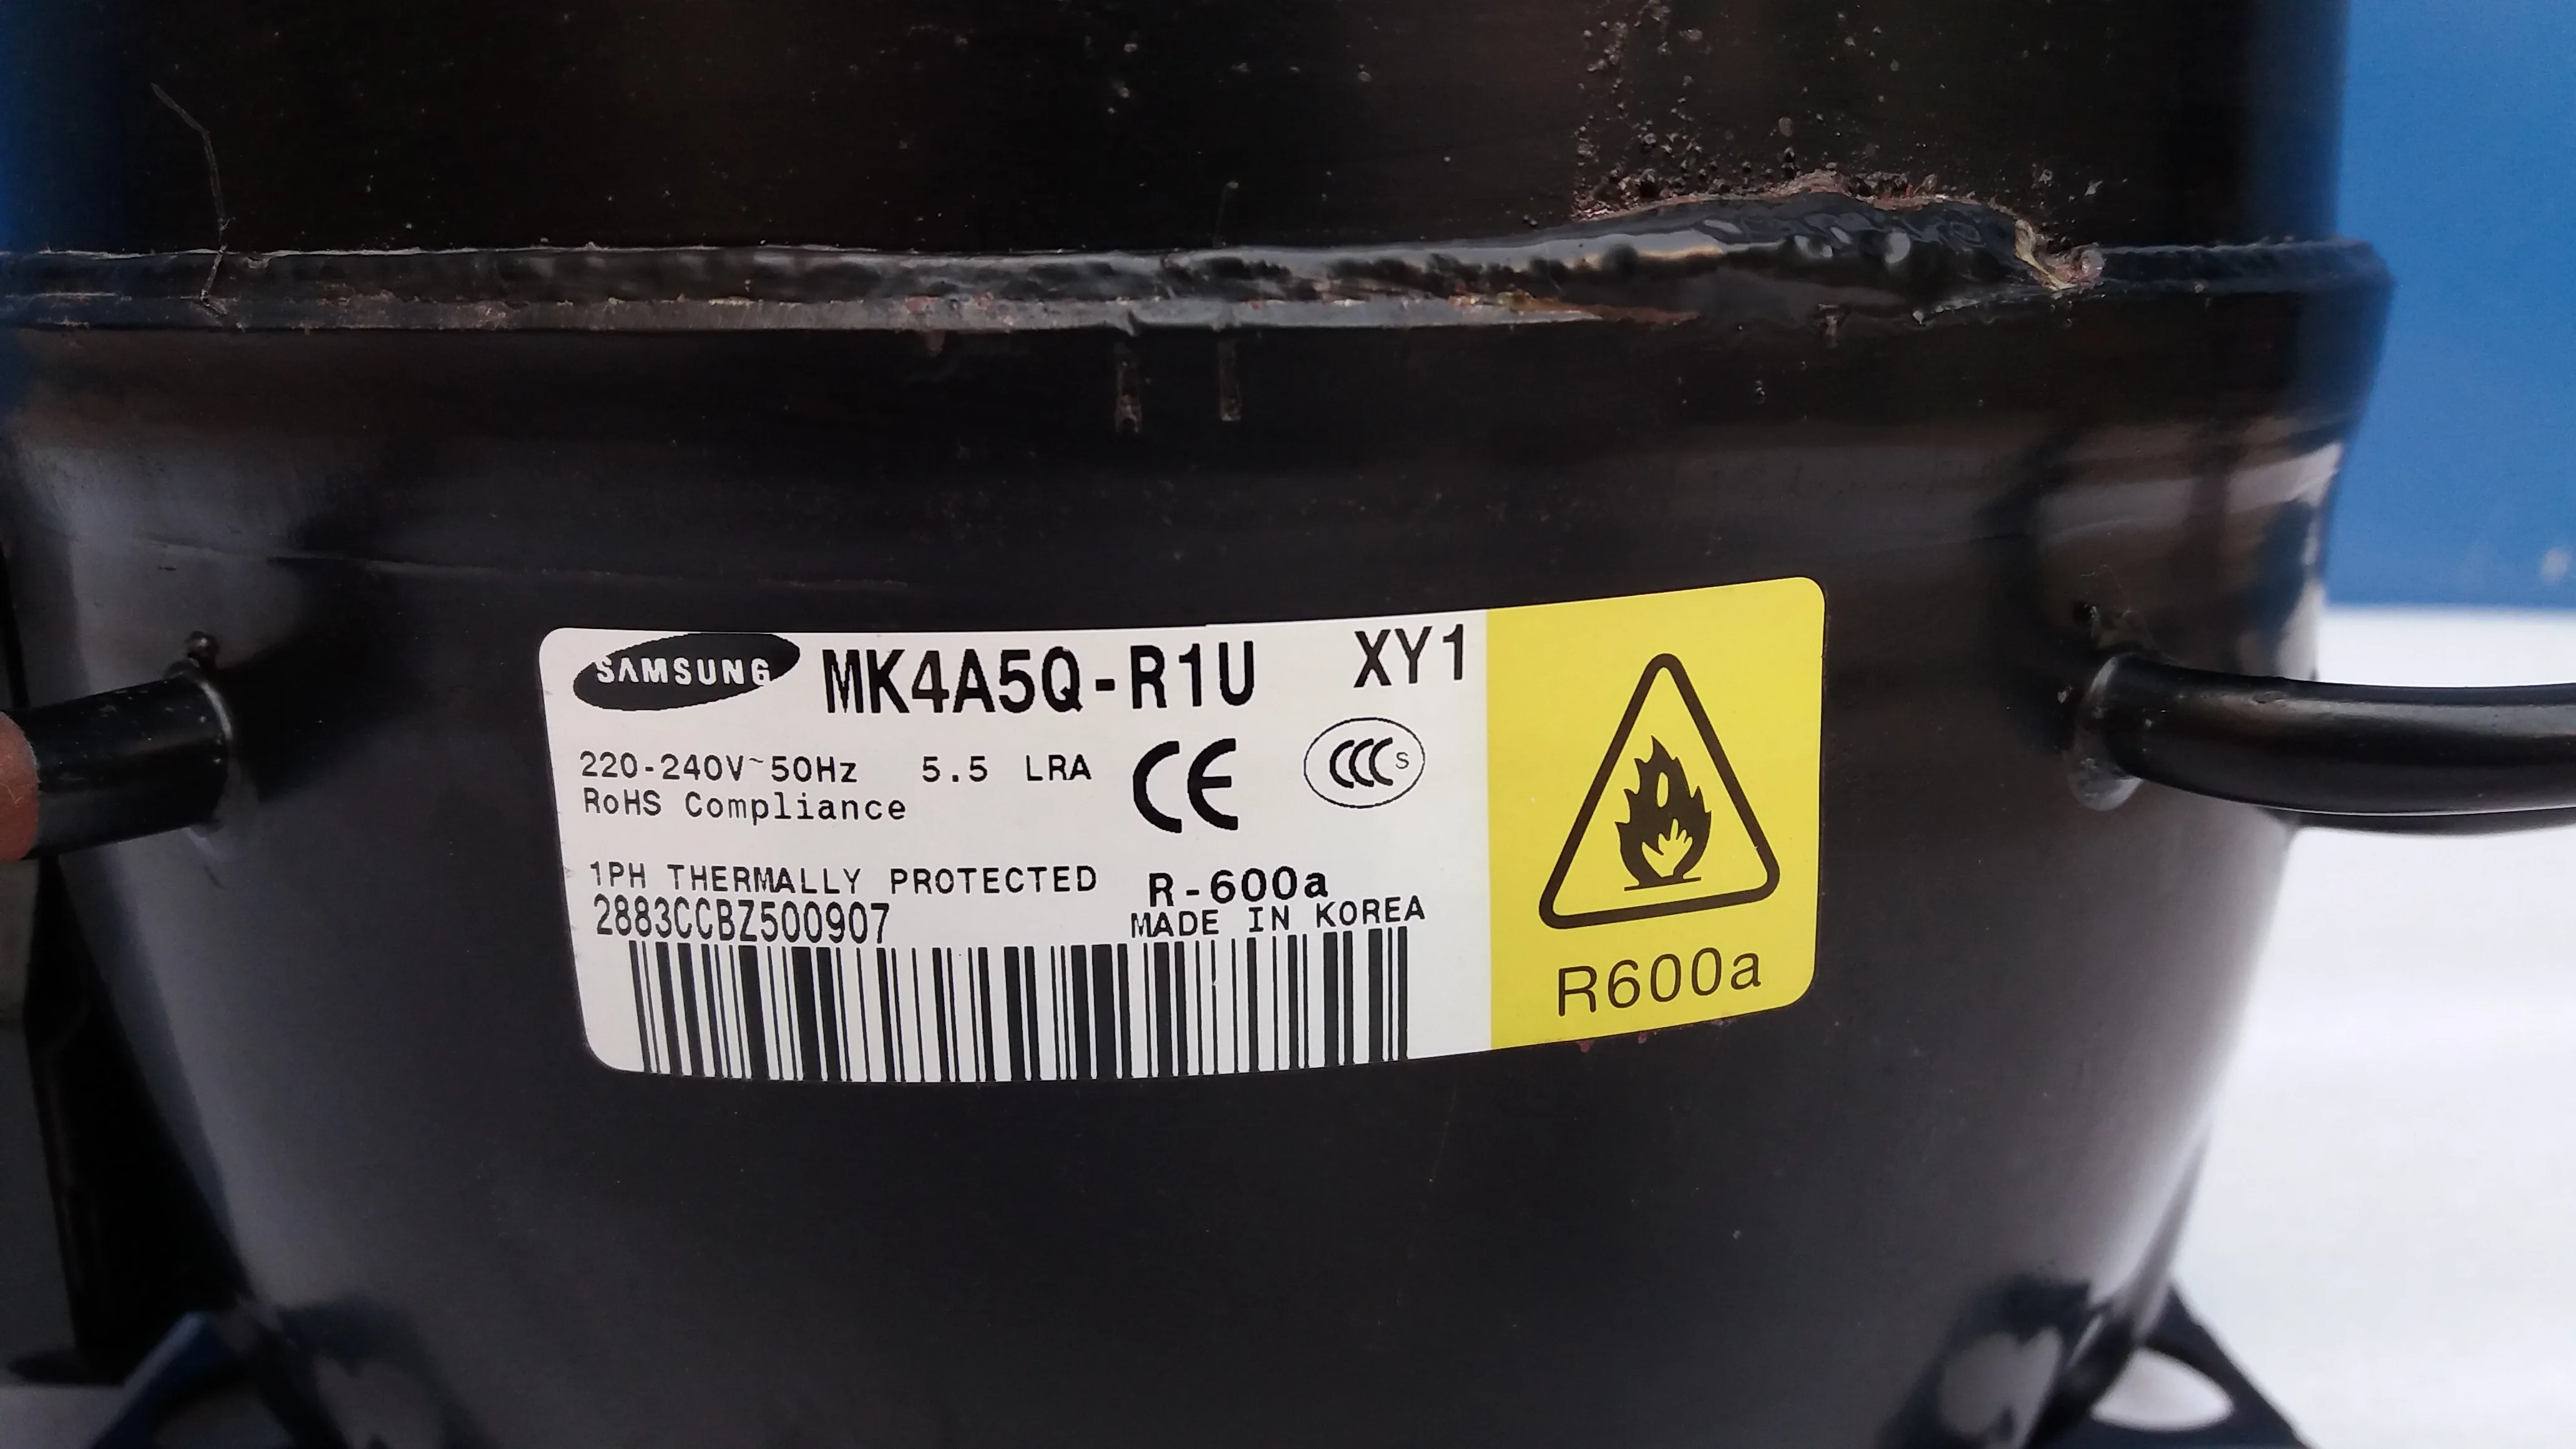 SAMSUNG MK4A5Q-R1U XY1
220-240V~50Hz 5.5 LRA CE CCC S
RoHS Compliance
1PH THERMALLY PROTECTED R-600a
2883CCBZ500907 MADE IN KOREA
R600a